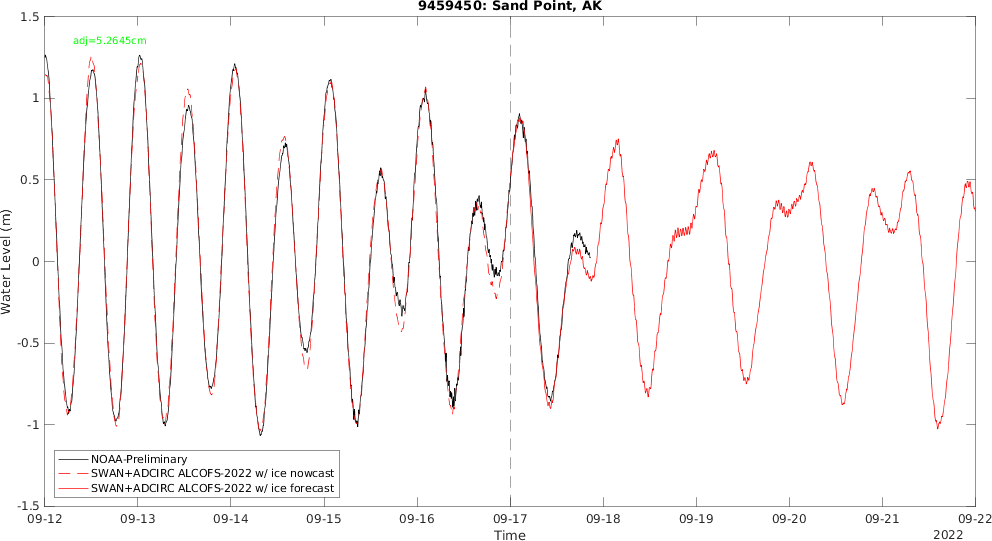 9459450: Sand Point, AK
adj=5.2645cm
Water Level (m)
1.5
1
0.5
0
-0.5
-1
-1.5
NOAA-Preliminary
SWAN+ADCIRC ALCOFS-2022 w/ ice nowcast
SWAN+ADCIRC ALCOFS-2022 w/ ice forecast
09-12 09-13 09-14 09-15 09-16 09-17 09-18 09-19 09-20 09-21 09-22
Time
2022